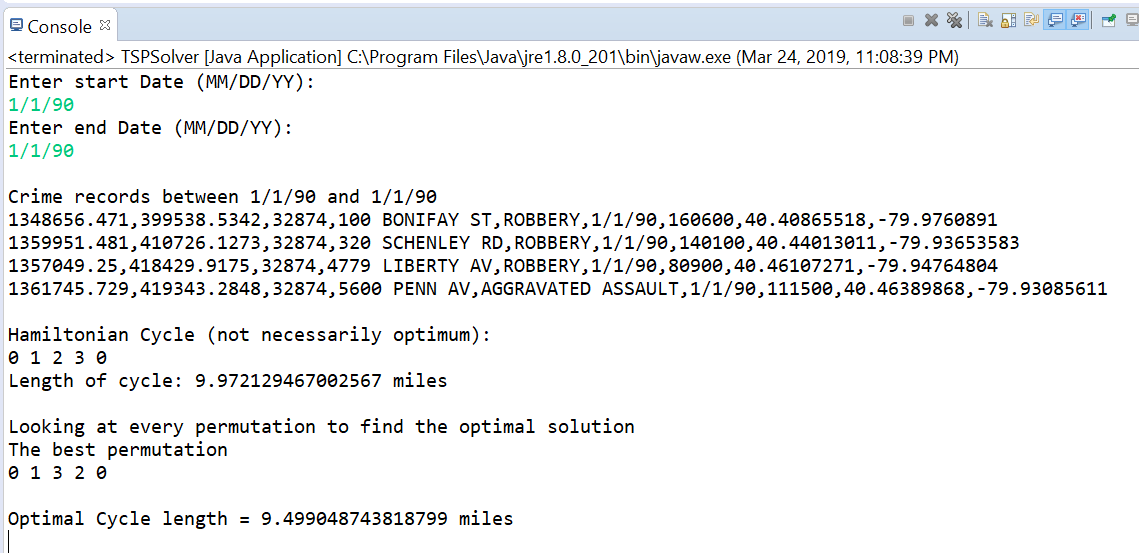 Console
<terminated> TSPSolver [Java Application] C:\Program Files\Java\jre1.8.0_201\bin\javaw.exe (Mar 24, 2019, 11:08:39 PM)
Enter start Date (MM/DD/YY):
1/1/90
Enter end Date (MM/DD/YY):
1/1/90
Crime records between 1/1/90 and 1/1/90
1348656.471,399538.5342,32874,100 BONIFAY ST,ROBBERY,1/1/90,160600,40.40865518,-79.9760891
1359951.481,410726.1273,32874,320 SCHENLEY RD,ROBBERY,1/1/90,140100,40.44013011,-79.93653583
1357049.25,418429.9175,32874,4779 LIBERTY AV,ROBBERY,1/1/90,80900,40.46107271,-79.94764804
1361745.729,419343.2848,32874,5600 PENN AV,AGGRAVATED ASSAULT,1/1/90,111500,40.46389868,-79.93085611
Hamiltonian Cycle (not necessarily optimum):
0 1 2 3 0
Length of cycle: 9.972129467002567 miles
Looking at every permutation to find the optimal solution
The best permutation
0 1 3 2 0
Optimal Cycle length = 9.499048743818799 miles